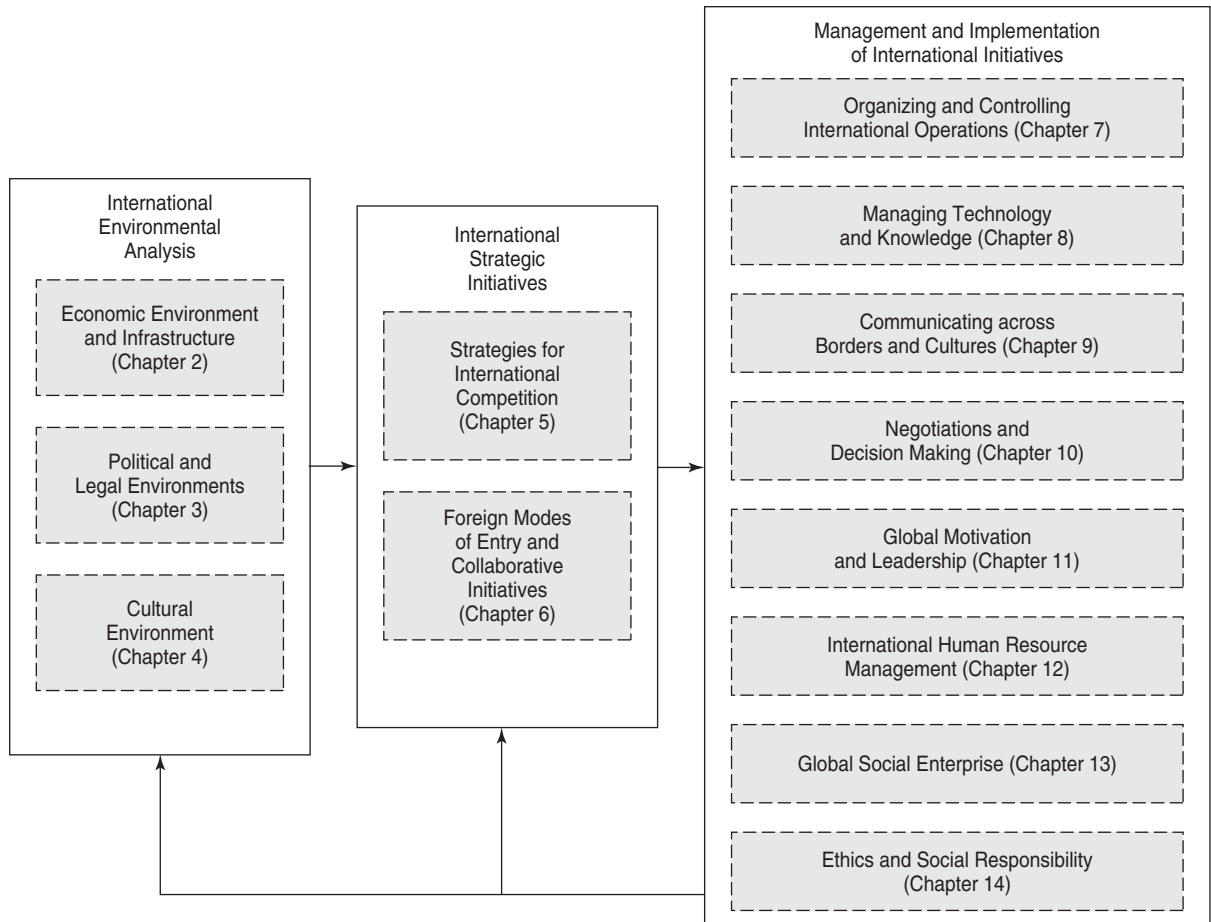 International
Environmental
Analysis
Economic Environment
and Infrastructure
(Chapter 2)
Political and
Legal Environments
(Chapter 3)
Cultural
Environment
(Chapter 4)
International
Strategic
Initiatives
Strategies for
International
Competition
(Chapter 5)
Foreign Modes
of Entry and
Collaborative
Initiatives
(Chapter 6)
Management and Implementation
of International Initiatives
Organizing and Controlling
International Operations (Chapter 7)
Managing Technology
and Knowledge (Chapter 8)
Communicating across
Borders and Cultures (Chapter 9)
Negotiations and
Decision Making (Chapter 10)
Global Motivation
and Leadership (Chapter 11)
International Human Resource
Management (Chapter 12)
Global Social Enterprise (Chapter 13)
Ethics and Social Responsibility
(Chapter 14)